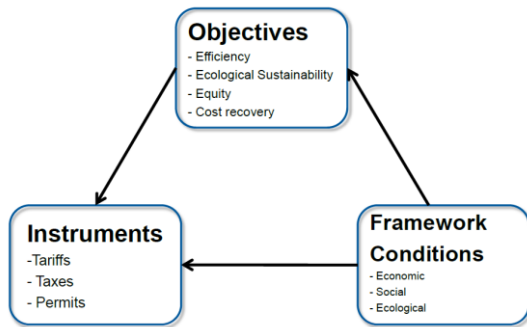 Objectives
- Efficiency
- Ecological Sustainability
- Equity
- Cost recovery
Instruments
-Tariffs
- Taxes
- Permits
Framework
Conditions
- Economic
- Social
- Ecological